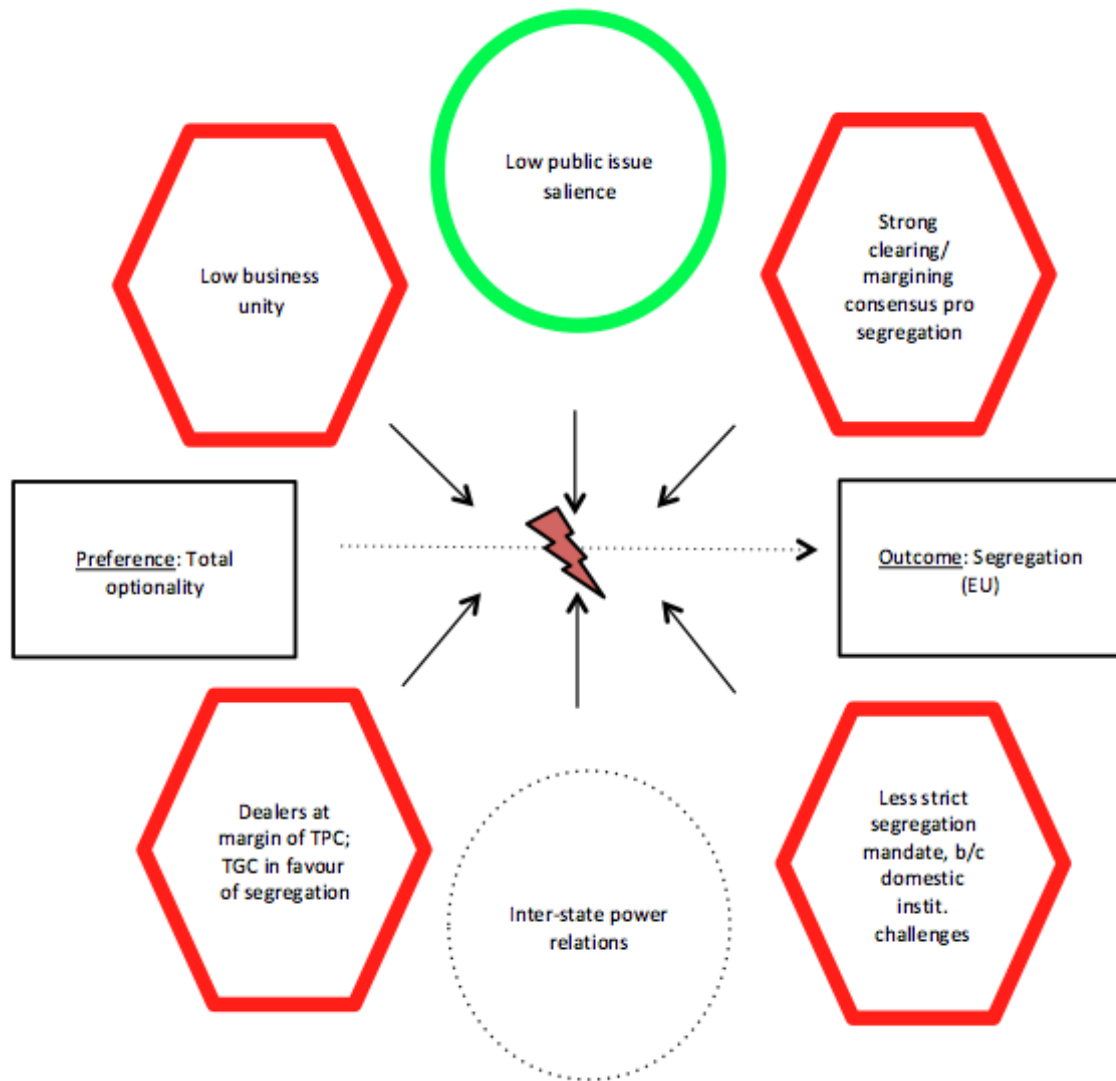 Low public issue
salience
Low business
unity
Strong
clearing/
margining
consensus pro
segregation
Preference: Total
optionality
Outcome: Segregation
(EU)
Dealers at
margin of TPC;
TGC in favour
of segregation
Inter-state power
relations
Less strict
segregation
mandate, b/c
domestic
instit.
challenges